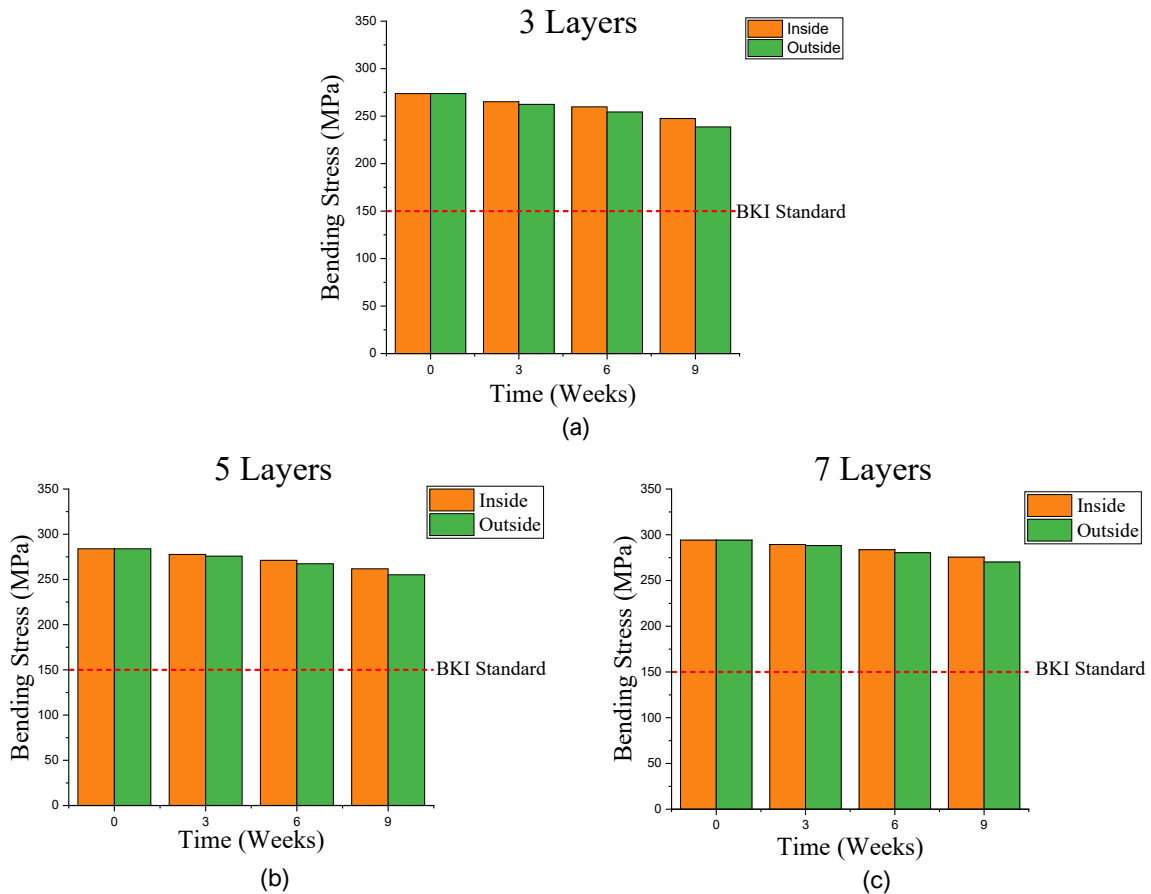 3 Layers
Inside
Outside
350
300
250
200
150
100
50
0
Bending Stress (MPa)
BKI Standard
0 3 6 9
Time (Weeks)
(a)
5 Layers
Inside
Outside
350
300
250
200
150
100
50
0
Bending Stress (MPa)
BKI Standard
0 3 6 9
Time (Weeks)
(b)
7 Layers
Inside
Outside
350
300
250
200
150
100
50
0
Bending Stress (MPa)
BKI Standard
0 3 6 9
Time (Weeks)
(c)